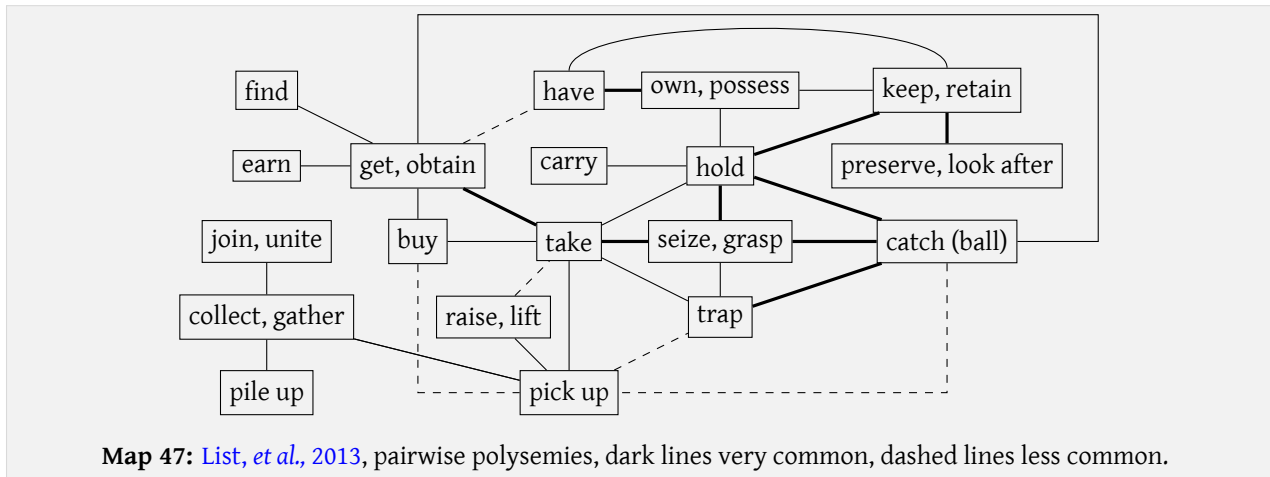 have
own, possess
keep, retain
find
get, obtain
earn
carry
hold
preserve, look after
join, unite
buy
take
seize, grasp
catch (ball)
collect, gather
raise, lift
trap
pile up
pick up
Map 47: List, et al., 2013, pairwise polysemies, dark lines very common, dashed lines less common.